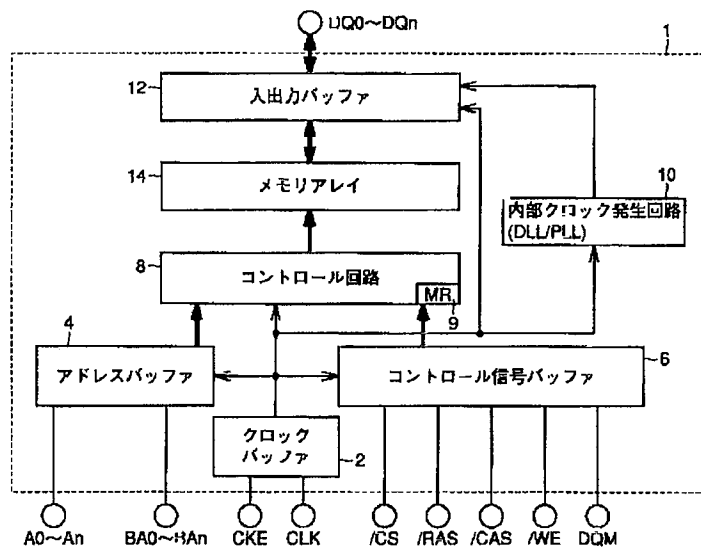 DQ0～DQn
1
12
入出力バッファ
14
メモリアレイ
10
内部クロック発生回路
(DLL/PLL)
8
コントロール回路
MR
9
4
アドレスバッファ
6
コントロール信号バッファ
クロック
バッファ
2
A0～An
BA0～BAn
CKE
CLK
/CS
/RAS
/CAS
/WE
DQM